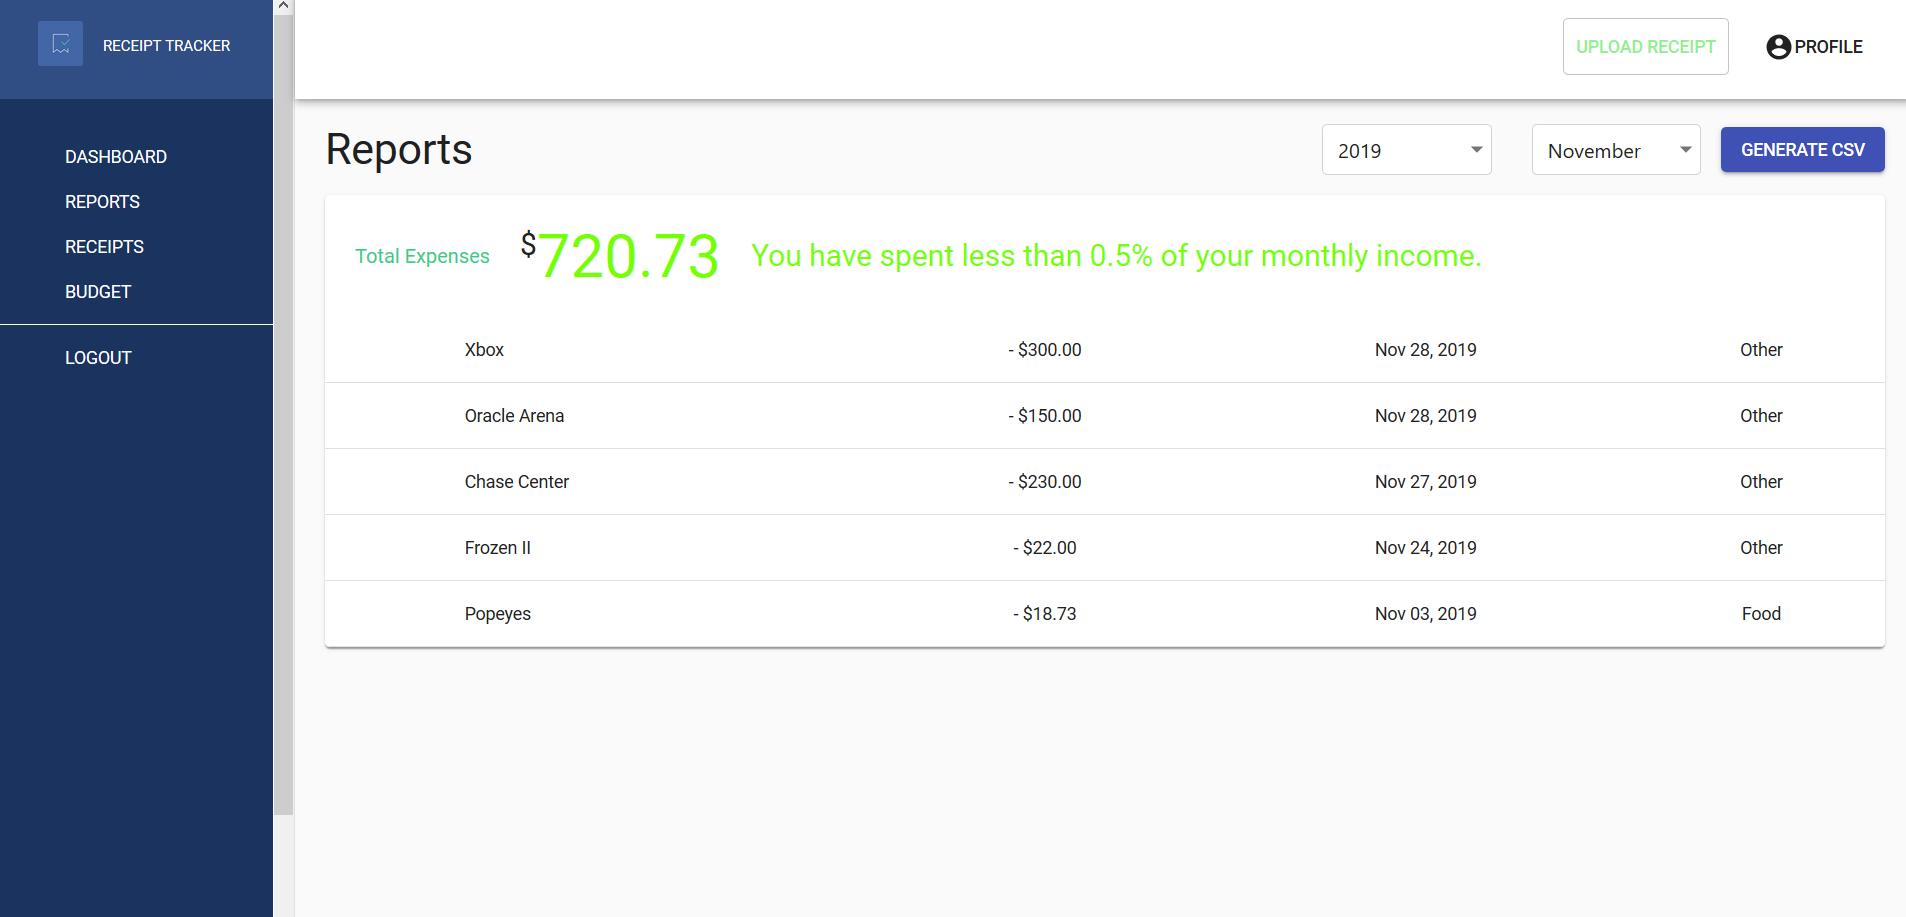 RECEIPT TRACKER
DASHBOARD
REPORTS
RECEIPTS
BUDGET
LOGOUT
UPLOAD RECEIPT PROFILE
Reports 2019 November GENERATE CSV
Total Expenses $720.73 You have spent less than 0.5% of your monthly income.
Xbox - $300.00 Nov 28, 2019 Other
Oracle Arena - $150.00 Nov 28, 2019 Other
Chase Center - $230.00 Nov 27, 2019 Other
Frozen II - $22.00 Nov 24, 2019 Other
Popeyes - $18.73 Nov 03, 2019 Food